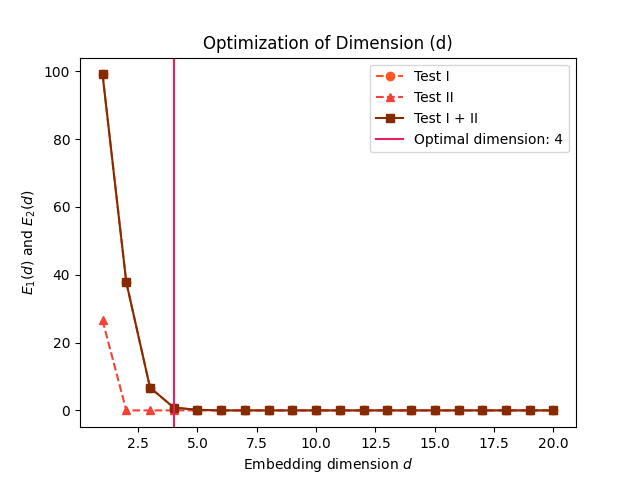 Optimization of Dimension (d)
100
80
60
40
20
0
E₁(d) and E₂(d)
Test I
Test II
Test I + II
Optimal dimension: 4
2.5 5.0 7.5 10.0 12.5 15.0 17.5 20.0
Embedding dimension d